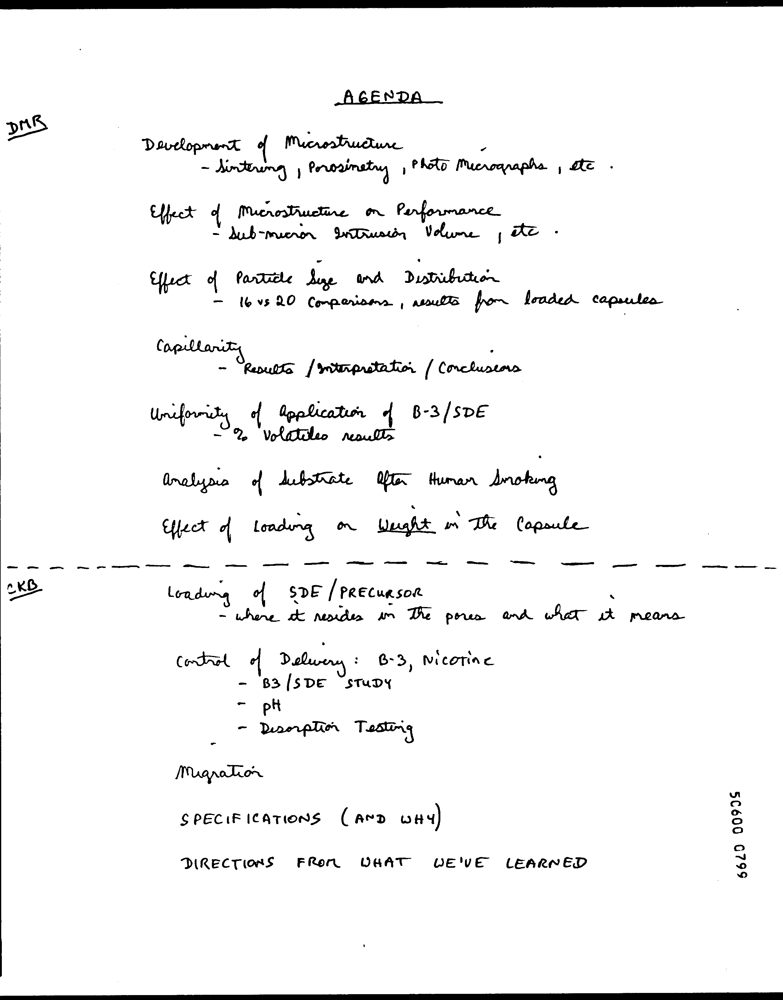 AGENDA
DMR
Development of Microstructure
- Sintering, Porosimetry, Photo Micrographs, etc.
Effect of Microstructure on Performance
- Sub-micron Intrusion Volume, etc.
Effect of Particle Size and Distribution
- 16 vs 20 Comparisons, results from loaded capsules
Capillarity
- Results / Interpretation / Conclusions
Uniformity of Application of B-3/SDE
- % Volatiles results
Analysis of Substrate After Human Smoking
Effect of Loading on Weight in the Capsule
CKB
Loading of SDE/PRECURSOR
- where it resides in the pores and what it means
Control of Delivery: B-3, Nicotine
- B3/SDE STUDY
- pH
- Desorption Testing
Migration
SPECIFICATIONS (AND WHY)
DIRECTIONS FROM WHAT WE'VE LEARNED
50600 0799